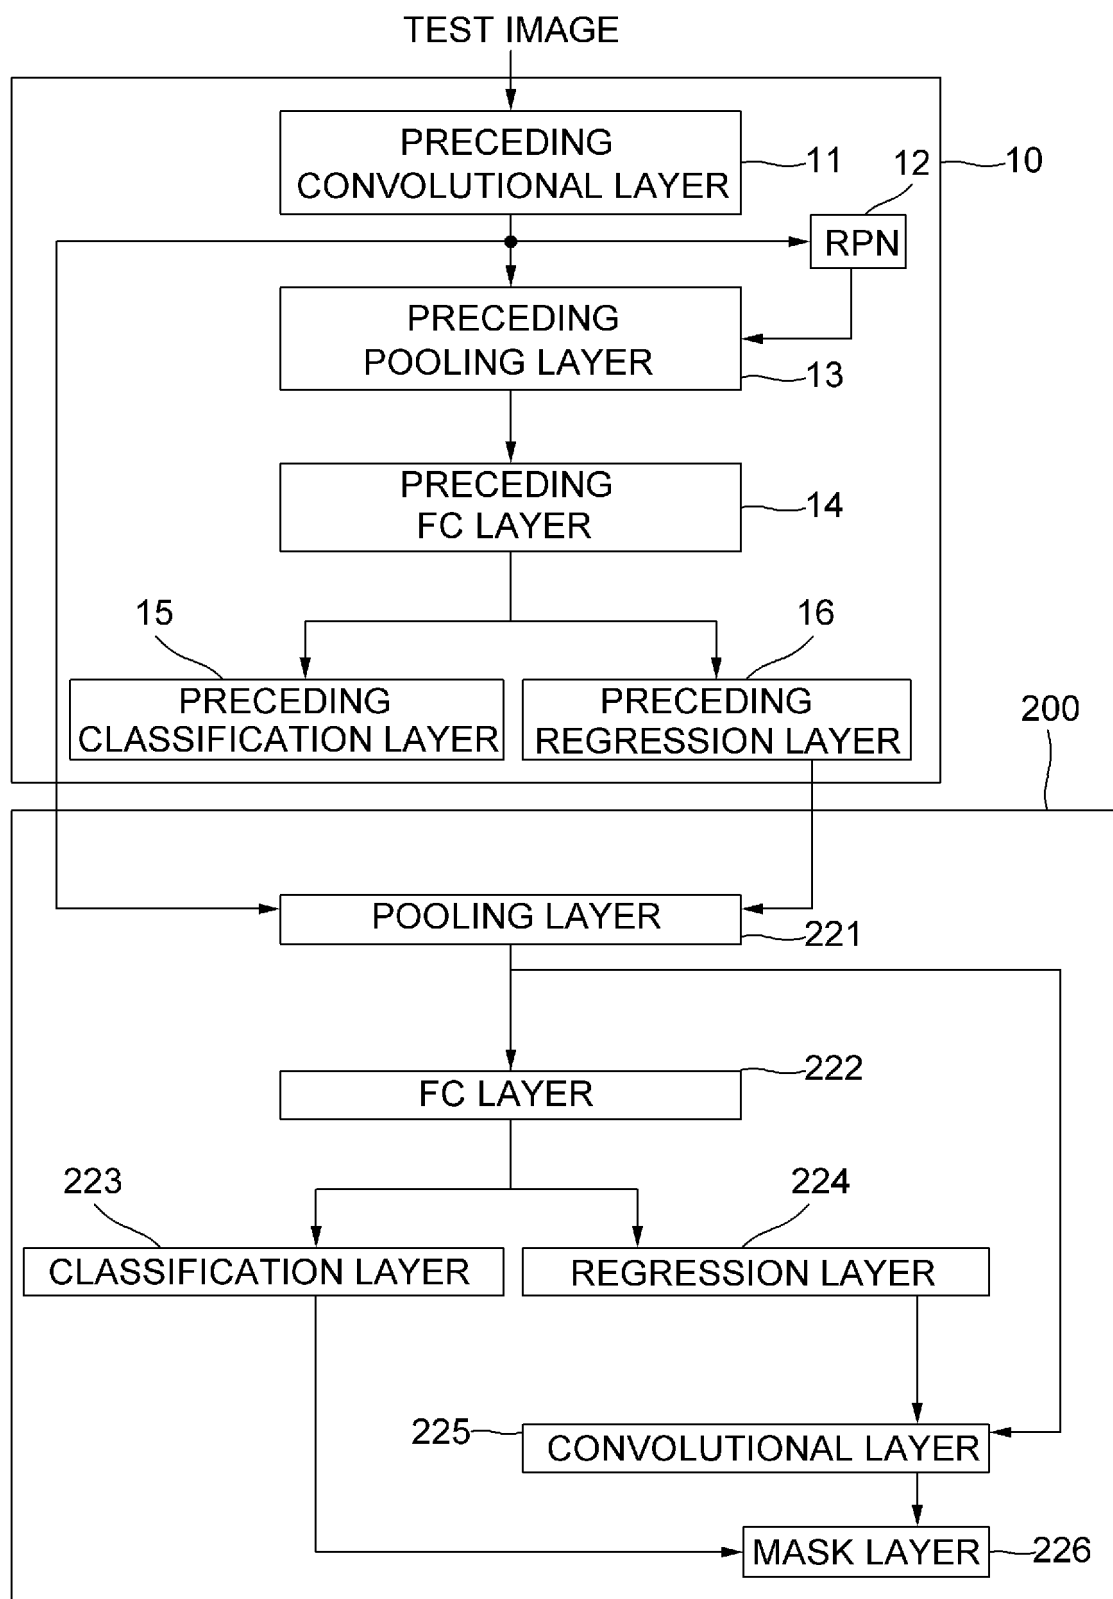 TEST IMAGE
PRECEDING
CONVOLUTIONAL LAYER
11
12
10
RPN
PRECEDING
POOLING LAYER
13
PRECEDING
FC LAYER
14
15
16
PRECEDING
CLASSIFICATION LAYER
PRECEDING
REGRESSION LAYER
200
POOLING LAYER
221
FC LAYER
222
223
224
CLASSIFICATION LAYER
REGRESSION LAYER
225
CONVOLUTIONAL LAYER
MASK LAYER
226